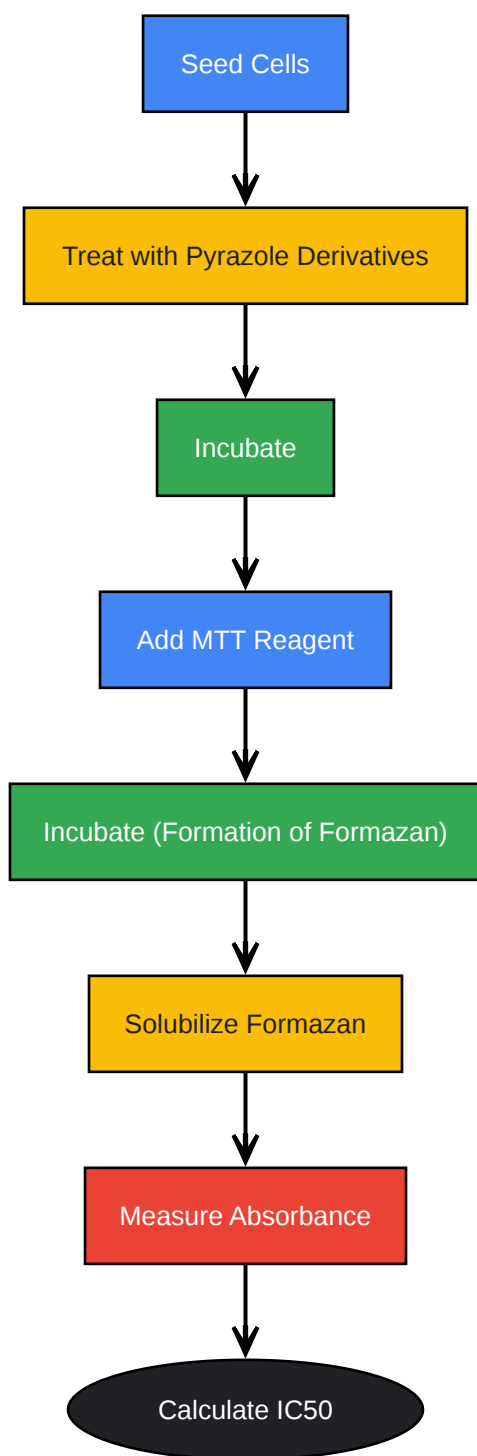 Seed Cells
Treat with Pyrazole Derivatives
Incubate
Add MTT Reagent
Incubate (Formation of Formazan)
Solubilize Formazan
Measure Absorbance
Calculate IC50